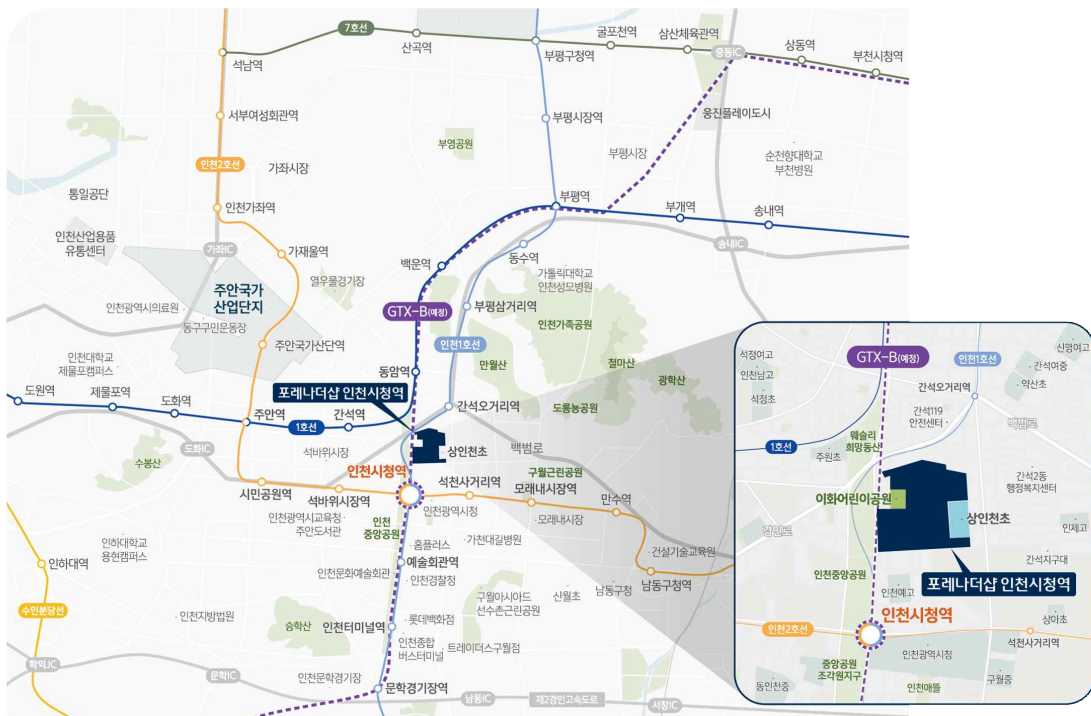 7호선
산곡역
굴포천역
삼산체육관역
석남역
부평구청역
중동IC
상동역
부천시청역
서부여성회관역
부평시장역
웅진플레이도시
부영공원
부평시장
순천향대학교
부천병원
인천2호선
가좌시장
통일공단
인천가좌역
부평역
부개역
송내역
인천산업용품
유통센터
가좌IC
가재울역
백운역
동수역
송내IC
열우물경기장
가톨릭대학교
인천성모병원
주안국가
산업단지
인천광역시의료원
동구구민운동장
GTX-B(예정)
부평삼거리역
인천가족공원
인천1호선
주안국가산단역
만월산
철마산
인천대학교
제물포캠퍼스
동암역
광학산
포레나더샵 인천시청역
도원역
제물포역
도화역
주안역
1호선
간석역
간석오거리역
도롱뇽공원
도화IC
석바위시장
상인천초
백범로
수봉산
인천시청역
석천사거리역
구월근린공원
모래내시장역
시민공원역
석바위시장역
만수역
인천광역시교육청
주안도서관
인천
중앙공원
인천광역시청
모래내시장
인하대학교
용현캠퍼스
홈플러스
가천대길병원
건설기술교육원
인하대역
예술회관역
인천문화예술회관
인천경찰청
남동구청
남동구청역
수인분당선
구월아시아드
선수촌근린공원
신월초
인천지방법원
승학산
인천터미널역
롯데백화점
인천종합
버스터미널
트레이더스구월점
학익JC
문학IC
인천문학경기장
문학경기장역
남동IC
제2경인고속도로
서창IC
석정여고
GTX-B(예정)
인천1호선
신명여고
인천남고
간석오거리역
간석여중
석정초
약산초
간석119
안전센터
백범로
1호선
웨슬리
희망동산
주원초
간석2동
행정복지센터
이화어린이공원
상인천초
경인로
인제고
간석지구대
인천중앙공원
포레나더샵 인천시청역
인천예고
인천시청역
상아초
인천2호선
석천사거리역
중앙공원
조각원지구
인천광역시청
동인천중
인천애뜰
구월중